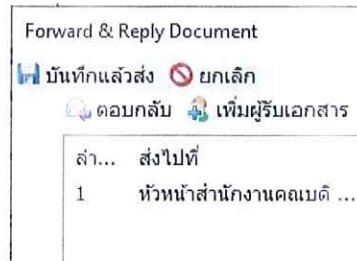 Forward & Reply Document
บันทึกแล้วส่ง ยกเลิก
ตอบกลับ เพิ่มผู้รับเอกสาร
ลำ... ส่งไปที่
1 หัวหน้าสำนักงานคณบดี ...